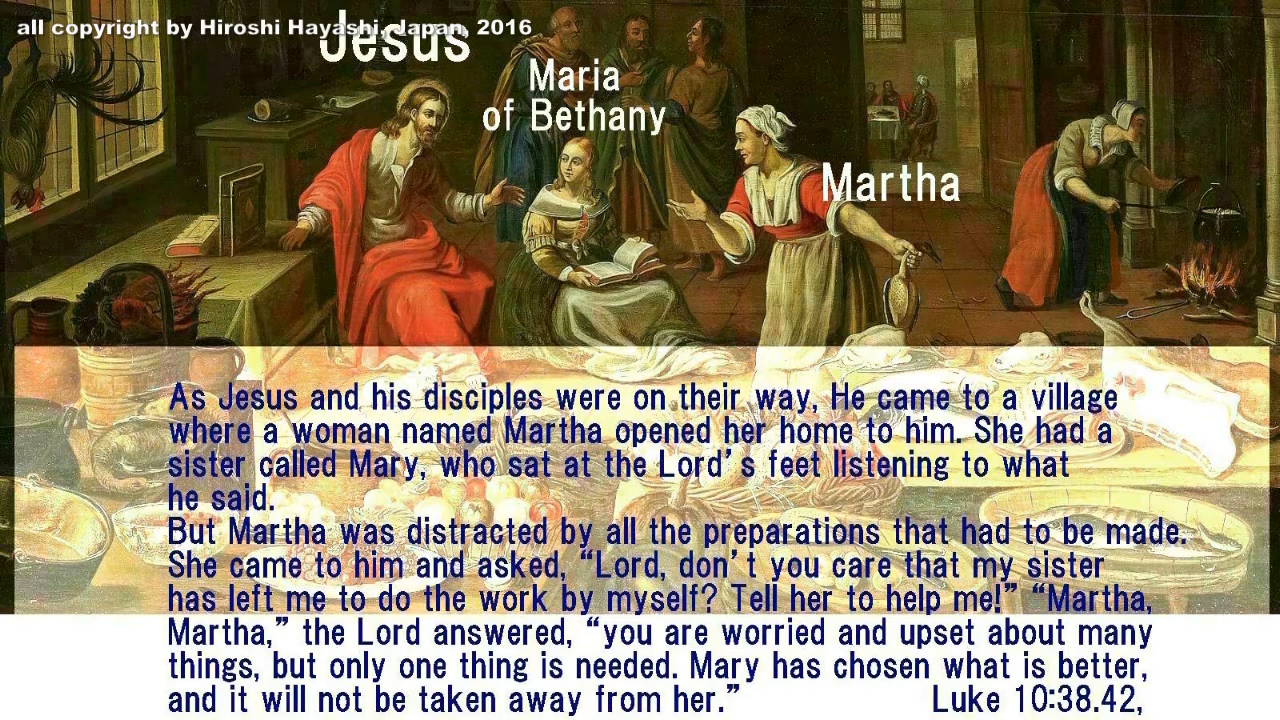 all copyright by Hiroshi Hayashi, Japan, 2016
Jesus
Maria
of Bethany
Martha
As Jesus and his disciples were on their way, He came to a village
where a woman named Martha opened her home to him. She had a
sister called Mary, who sat at the Lord’s feet listening to what
he said.
But Martha was distracted by all the preparations that had to be made.
She came to him and asked, “Lord, don’t you care that my sister
has left me to do the work by myself? Tell her to help me!” “Martha,
Martha,” the Lord answered, “you are worried and upset about many
things, but only one thing is needed. Mary has chosen what is better,
and it will not be taken away from her.” Luke 10:38.42,